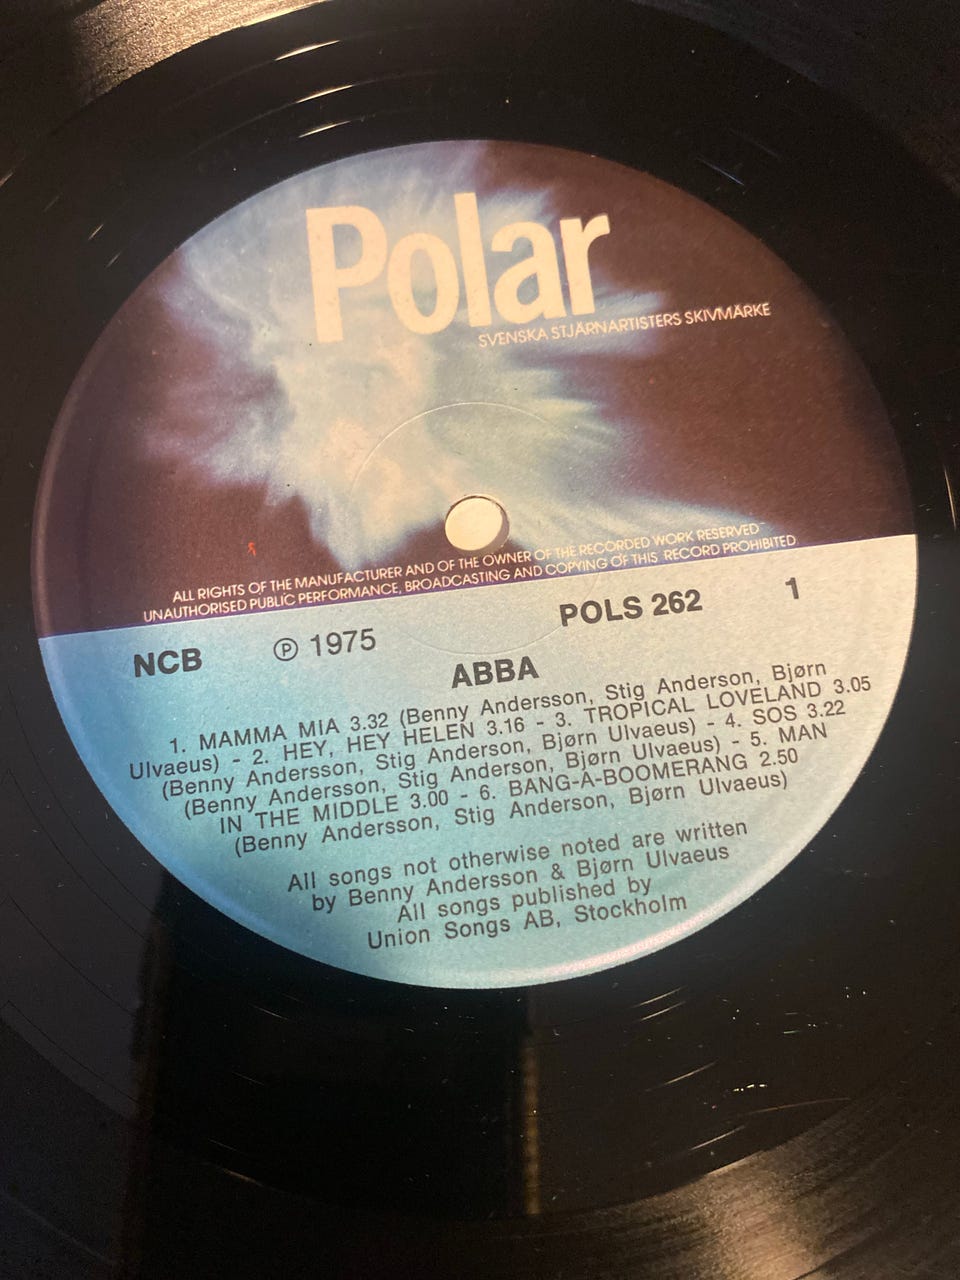 Polar
SVENSKA STJÄRNARTISTERS SKIVMÄRKE
ALL RIGHTS OF THE MANUFACTURER AND OF THE OWNER OF THE RECORDED WORK RESERVED
UNAUTHORISED PUBLIC PERFORMANCE, BROADCASTING AND COPYING OF THIS RECORD PROHIBITED
NCB ℗ 1975 POLS 262 1
ABBA
1. MAMMA MIA 3.32 (Benny Andersson, Stig Anderson, Bjørn
Ulvaeus) - 2. HEY, HEY HELEN 3.16 - 3. TROPICAL LOVELAND 3.05
(Benny Andersson, Stig Anderson, Bjørn Ulvaeus) - 4. SOS 3.22
(Benny Andersson, Stig Anderson, Bjørn Ulvaeus) - 5. MAN
IN THE MIDDLE 3.00 - 6. BANG-A-BOOMERANG 2.50
(Benny Andersson, Stig Anderson, Bjørn Ulvaeus)
All songs not otherwise noted are written
by Benny Andersson & Bjørn Ulvaeus
All songs published by
Union Songs AB, Stockholm